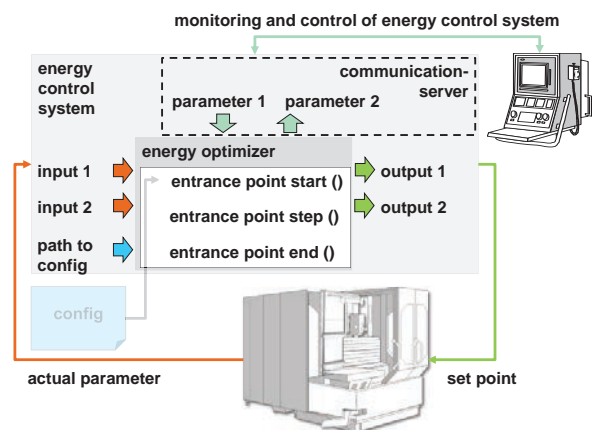 monitoring and control of energy control system
energy
control
system
communication-
server
parameter 1
parameter 2
energy optimizer
input 1
entrance point start ()
output 1
input 2
entrance point step ()
output 2
path to
config
entrance point end ()
config
actual parameter
set point